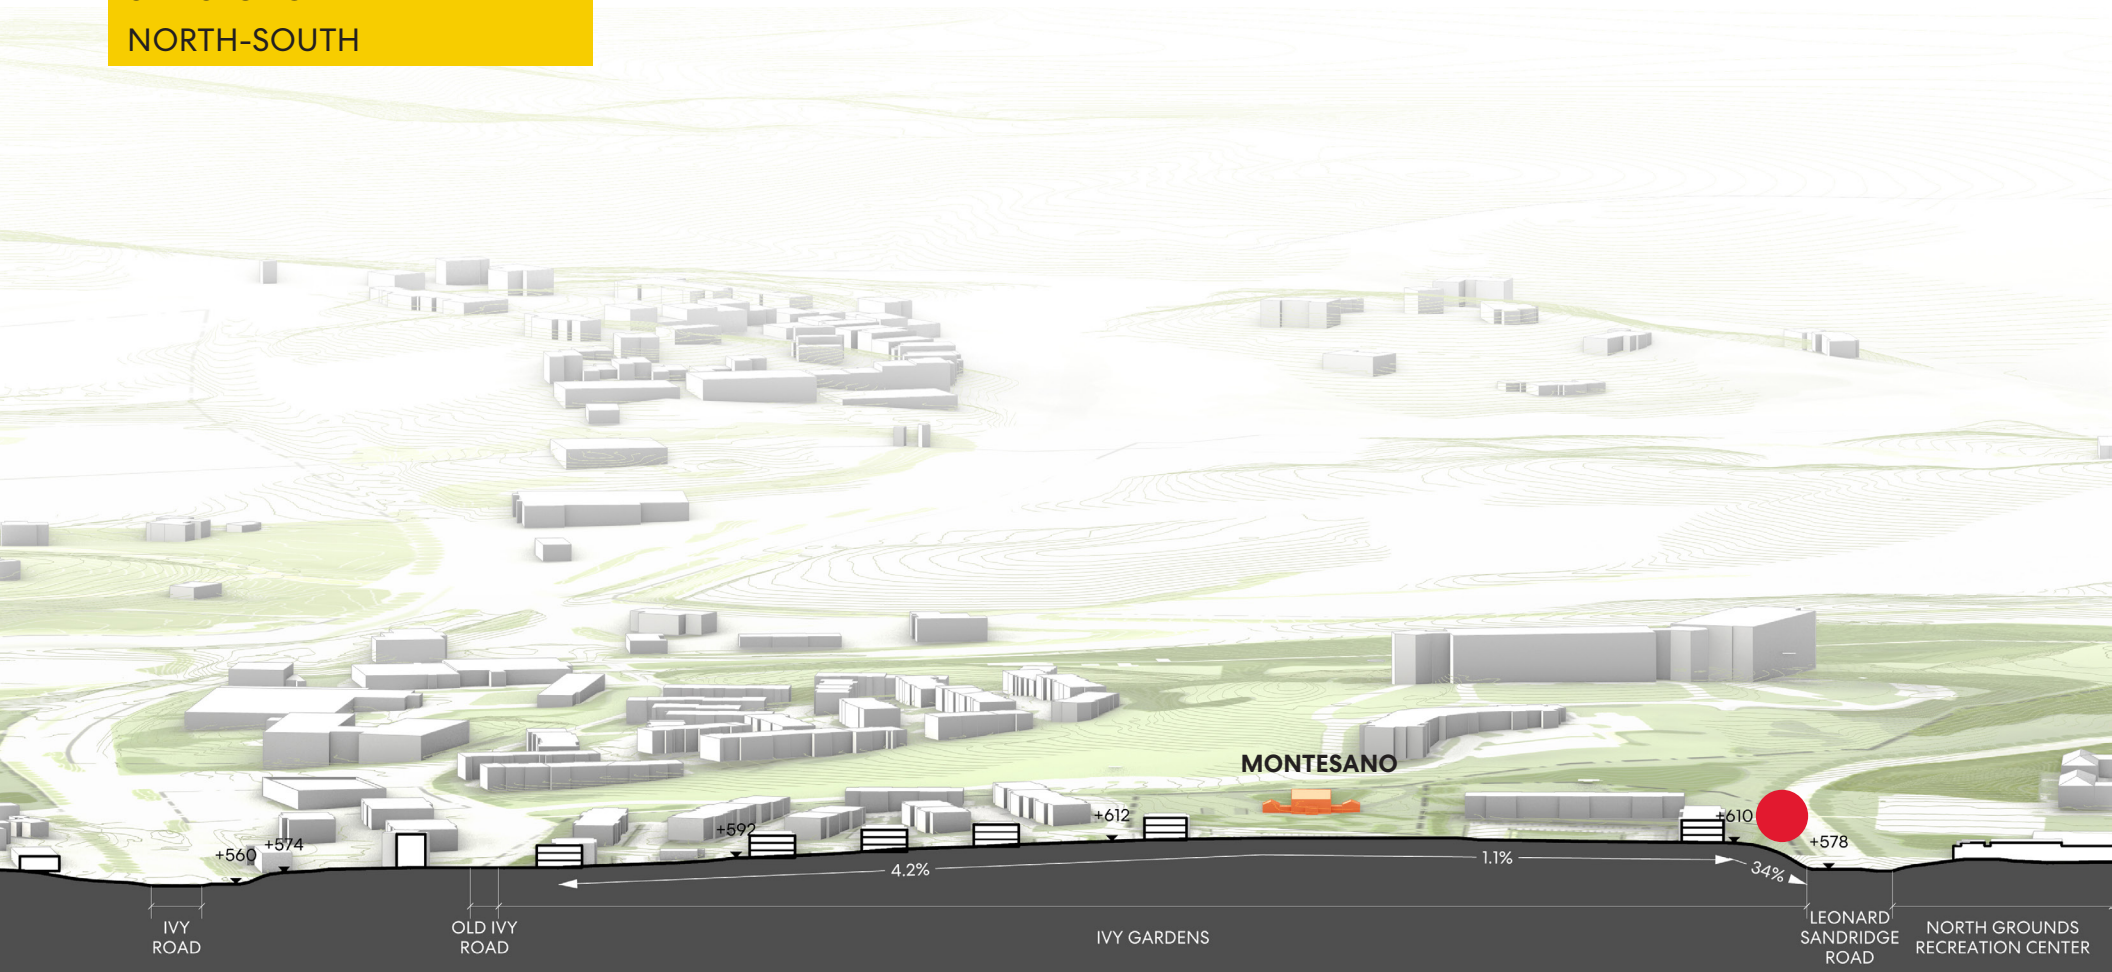 NORTH-SOUTH
MONTESANO
+560
+574
+592
+612
+610
+578
4.2%
1.1%
34%
IVY
ROAD
OLD IVY
ROAD
IVY GARDENS
LEONARD
SANDRIDGE
ROAD
NORTH GROUNDS
RECREATION CENTER